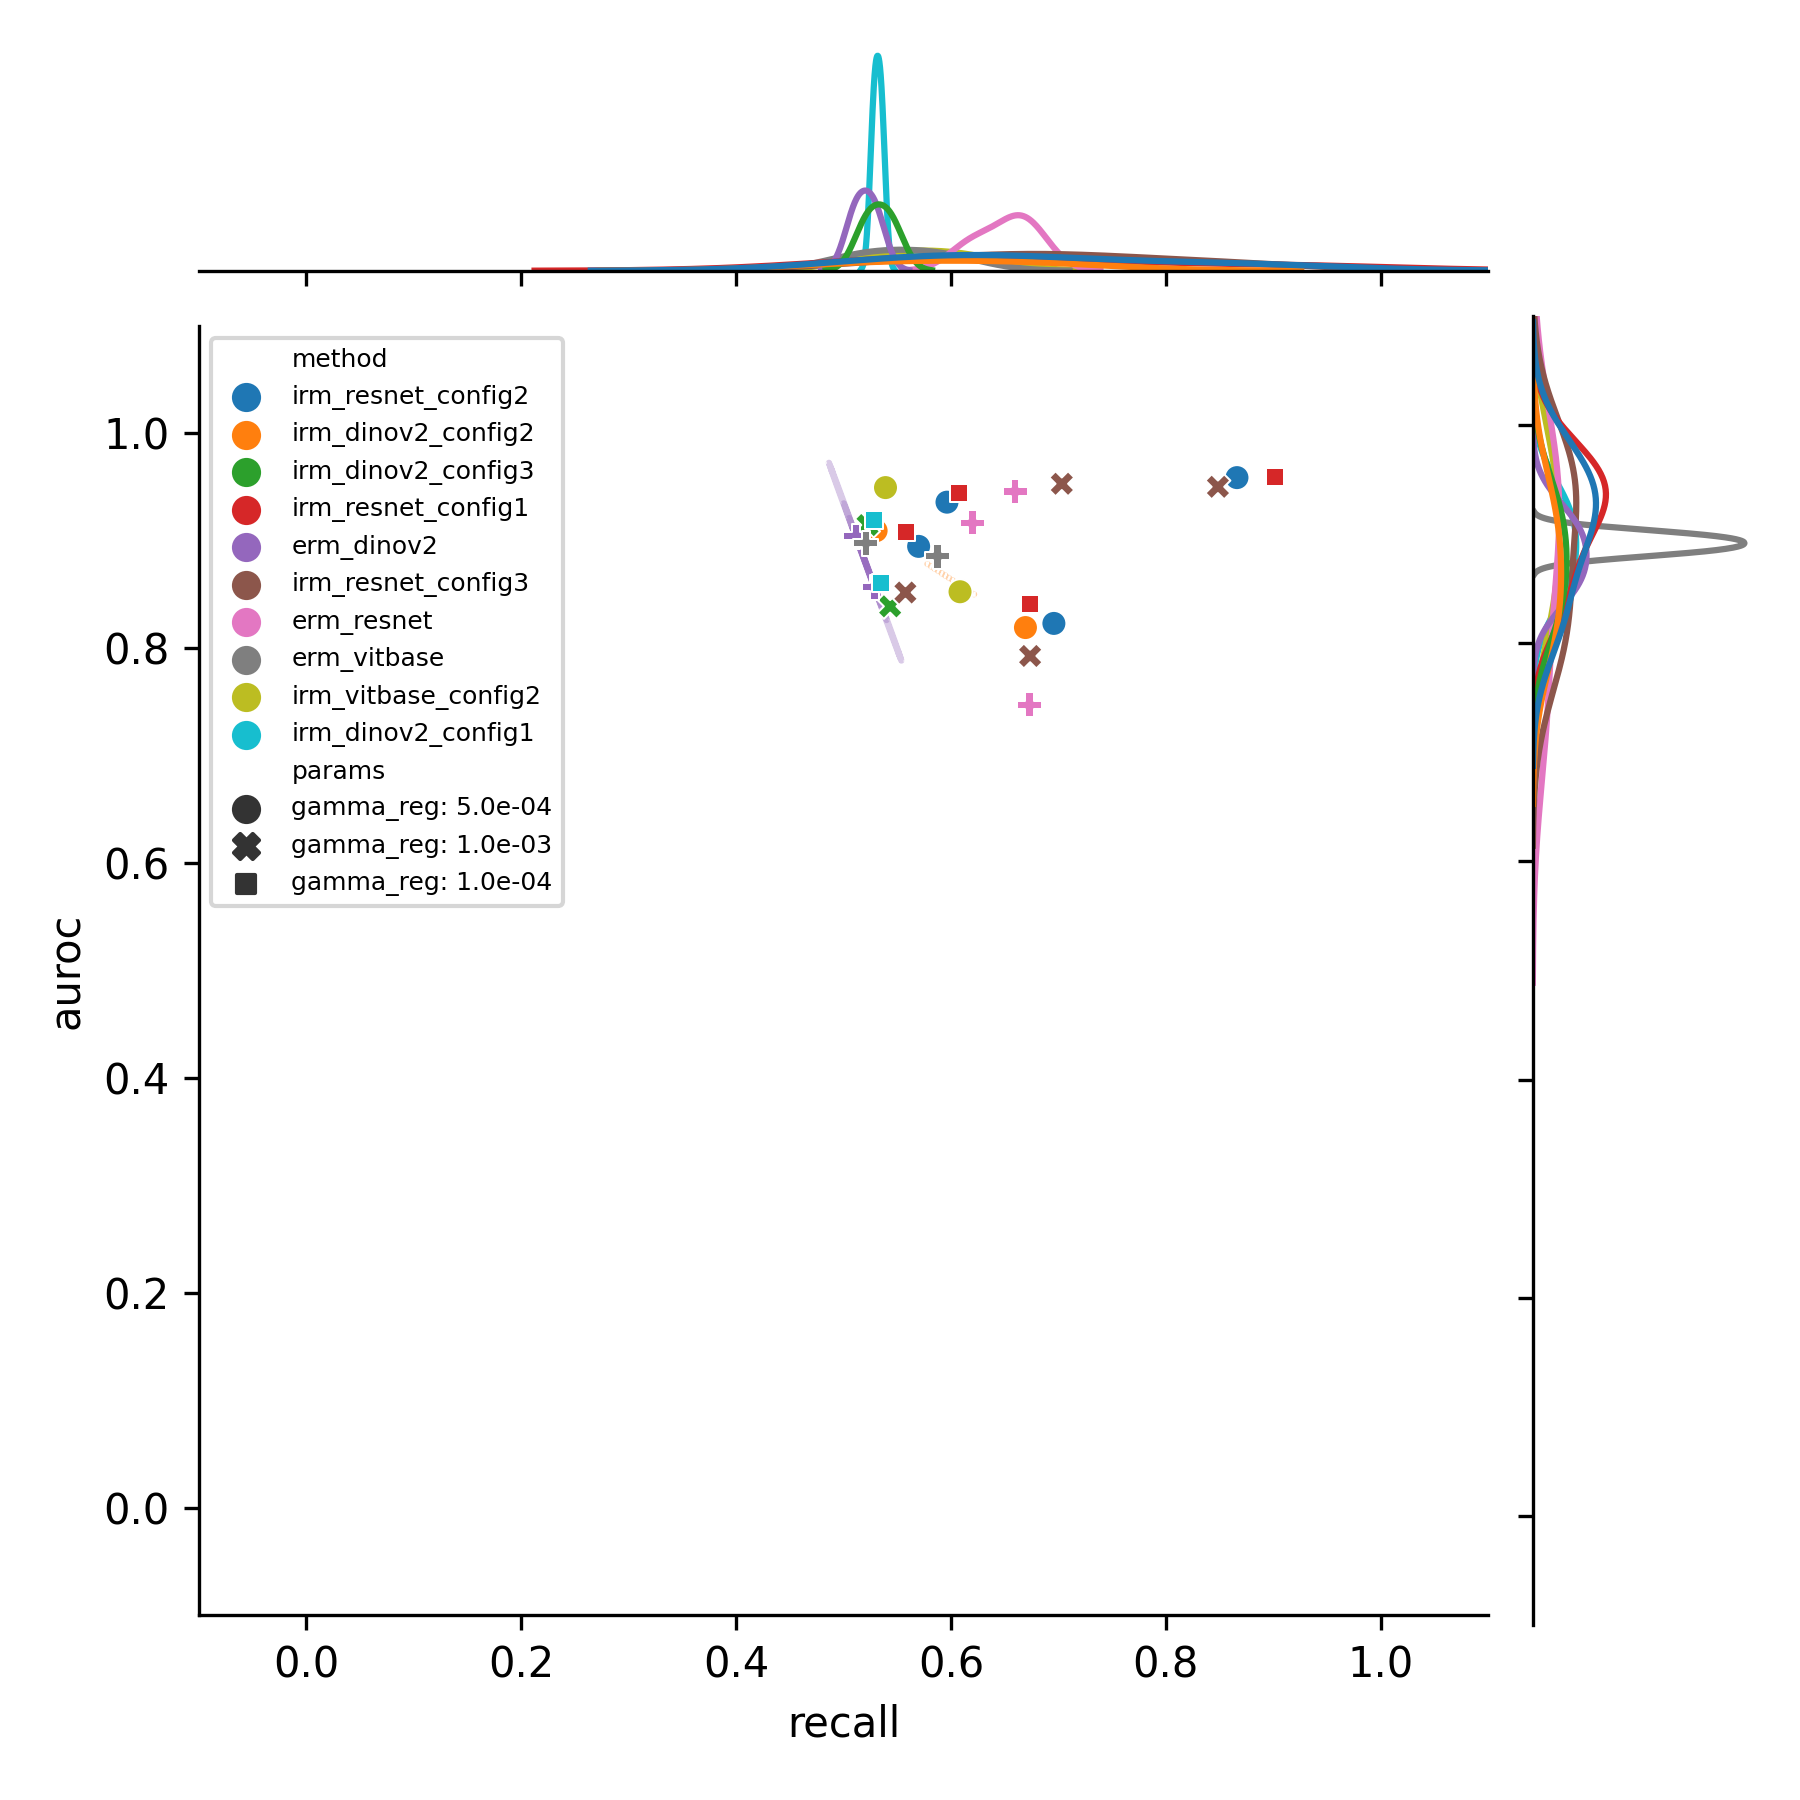 method
irm_resnet_config2
irm_dinov2_config2
irm_dinov2_config3
irm_resnet_config1
erm_dinov2
irm_resnet_config3
erm_resnet
erm_vitbase
irm_vitbase_config2
irm_dinov2_config1
params
gamma_reg: 5.0e-04
gamma_reg: 1.0e-03
gamma_reg: 1.0e-04
1.0
0.8
0.6
0.4
0.2
0.0
auroc
0.0 0.2 0.4 0.6 0.8 1.0
recall